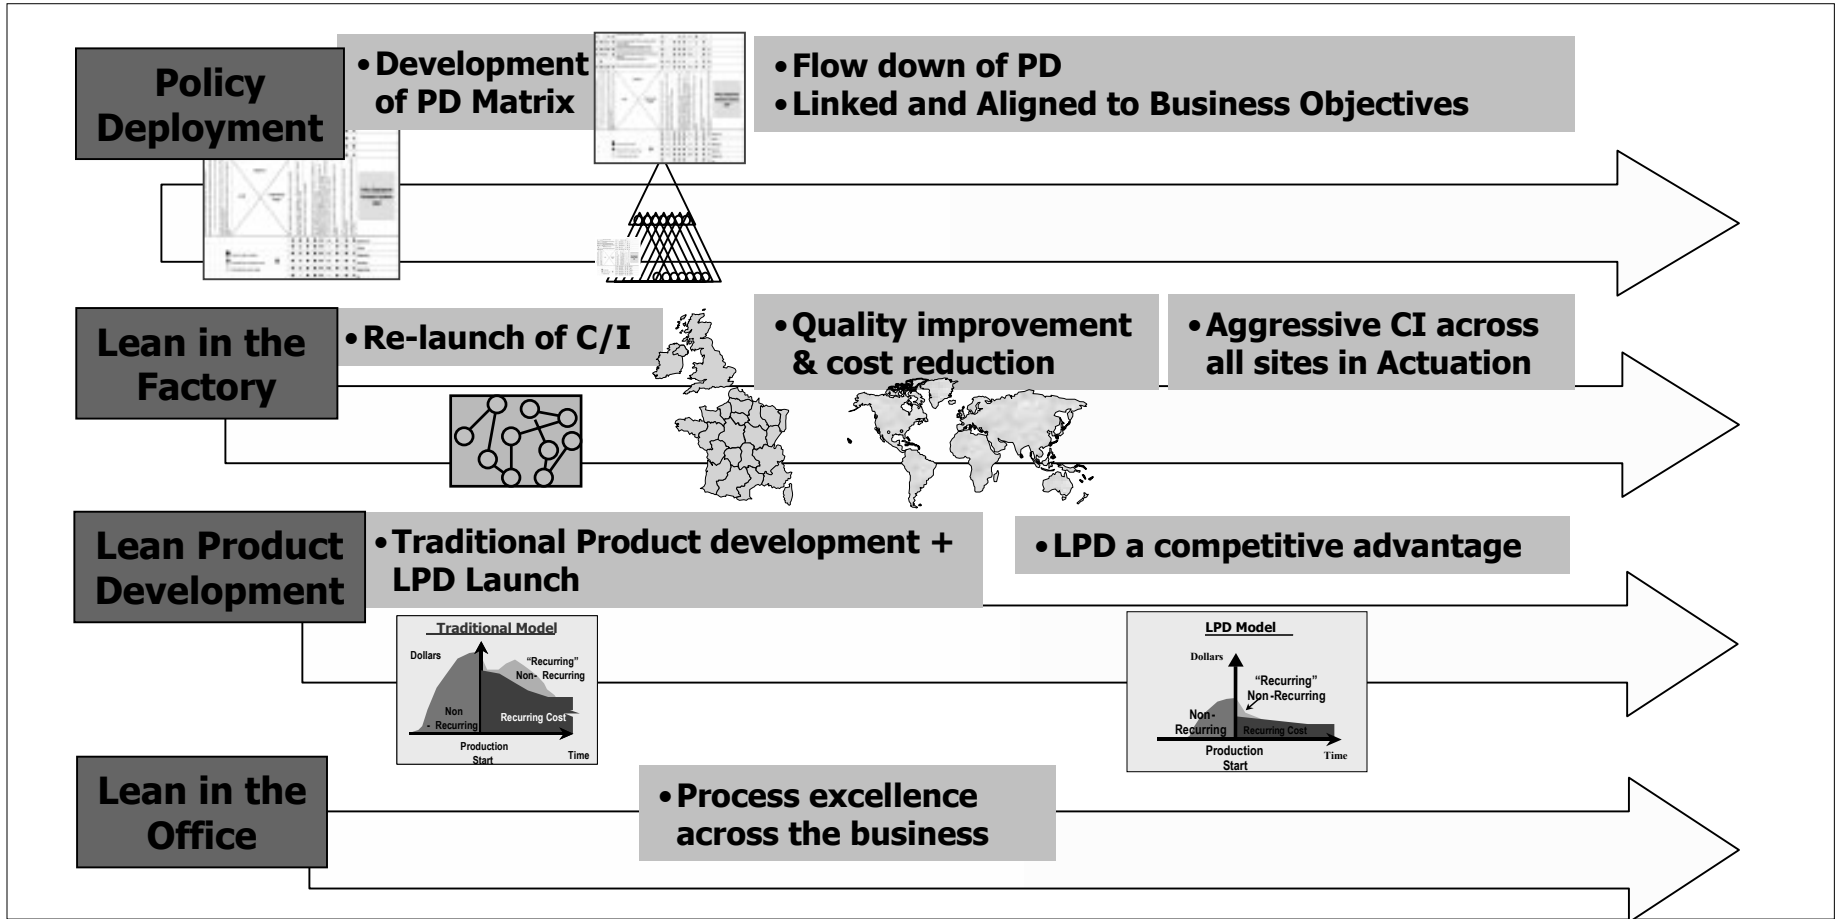 Policy
Deployment
•Development
of PD Matrix
•Flow down of PD
•Linked and Aligned to Business Objectives
Lean in the
Factory
•Re-launch of C/I
•Quality improvement
& cost reduction
•Aggressive CI across
all sites in Actuation
Lean Product
Development
•Traditional Product development +
LPD Launch
•LPD a competitive advantage
Traditional Model
Dollars
“Recurring”
Non- Recurring
Non
- Recurring
Recurring Cost
Production
Start
Time
LPD Model
Dollars
“Recurring”
Non-Recurring
Non-
Recurring
Recurring Cost
Production
Start
Time
Lean in the
Office
•Process excellence
across the business